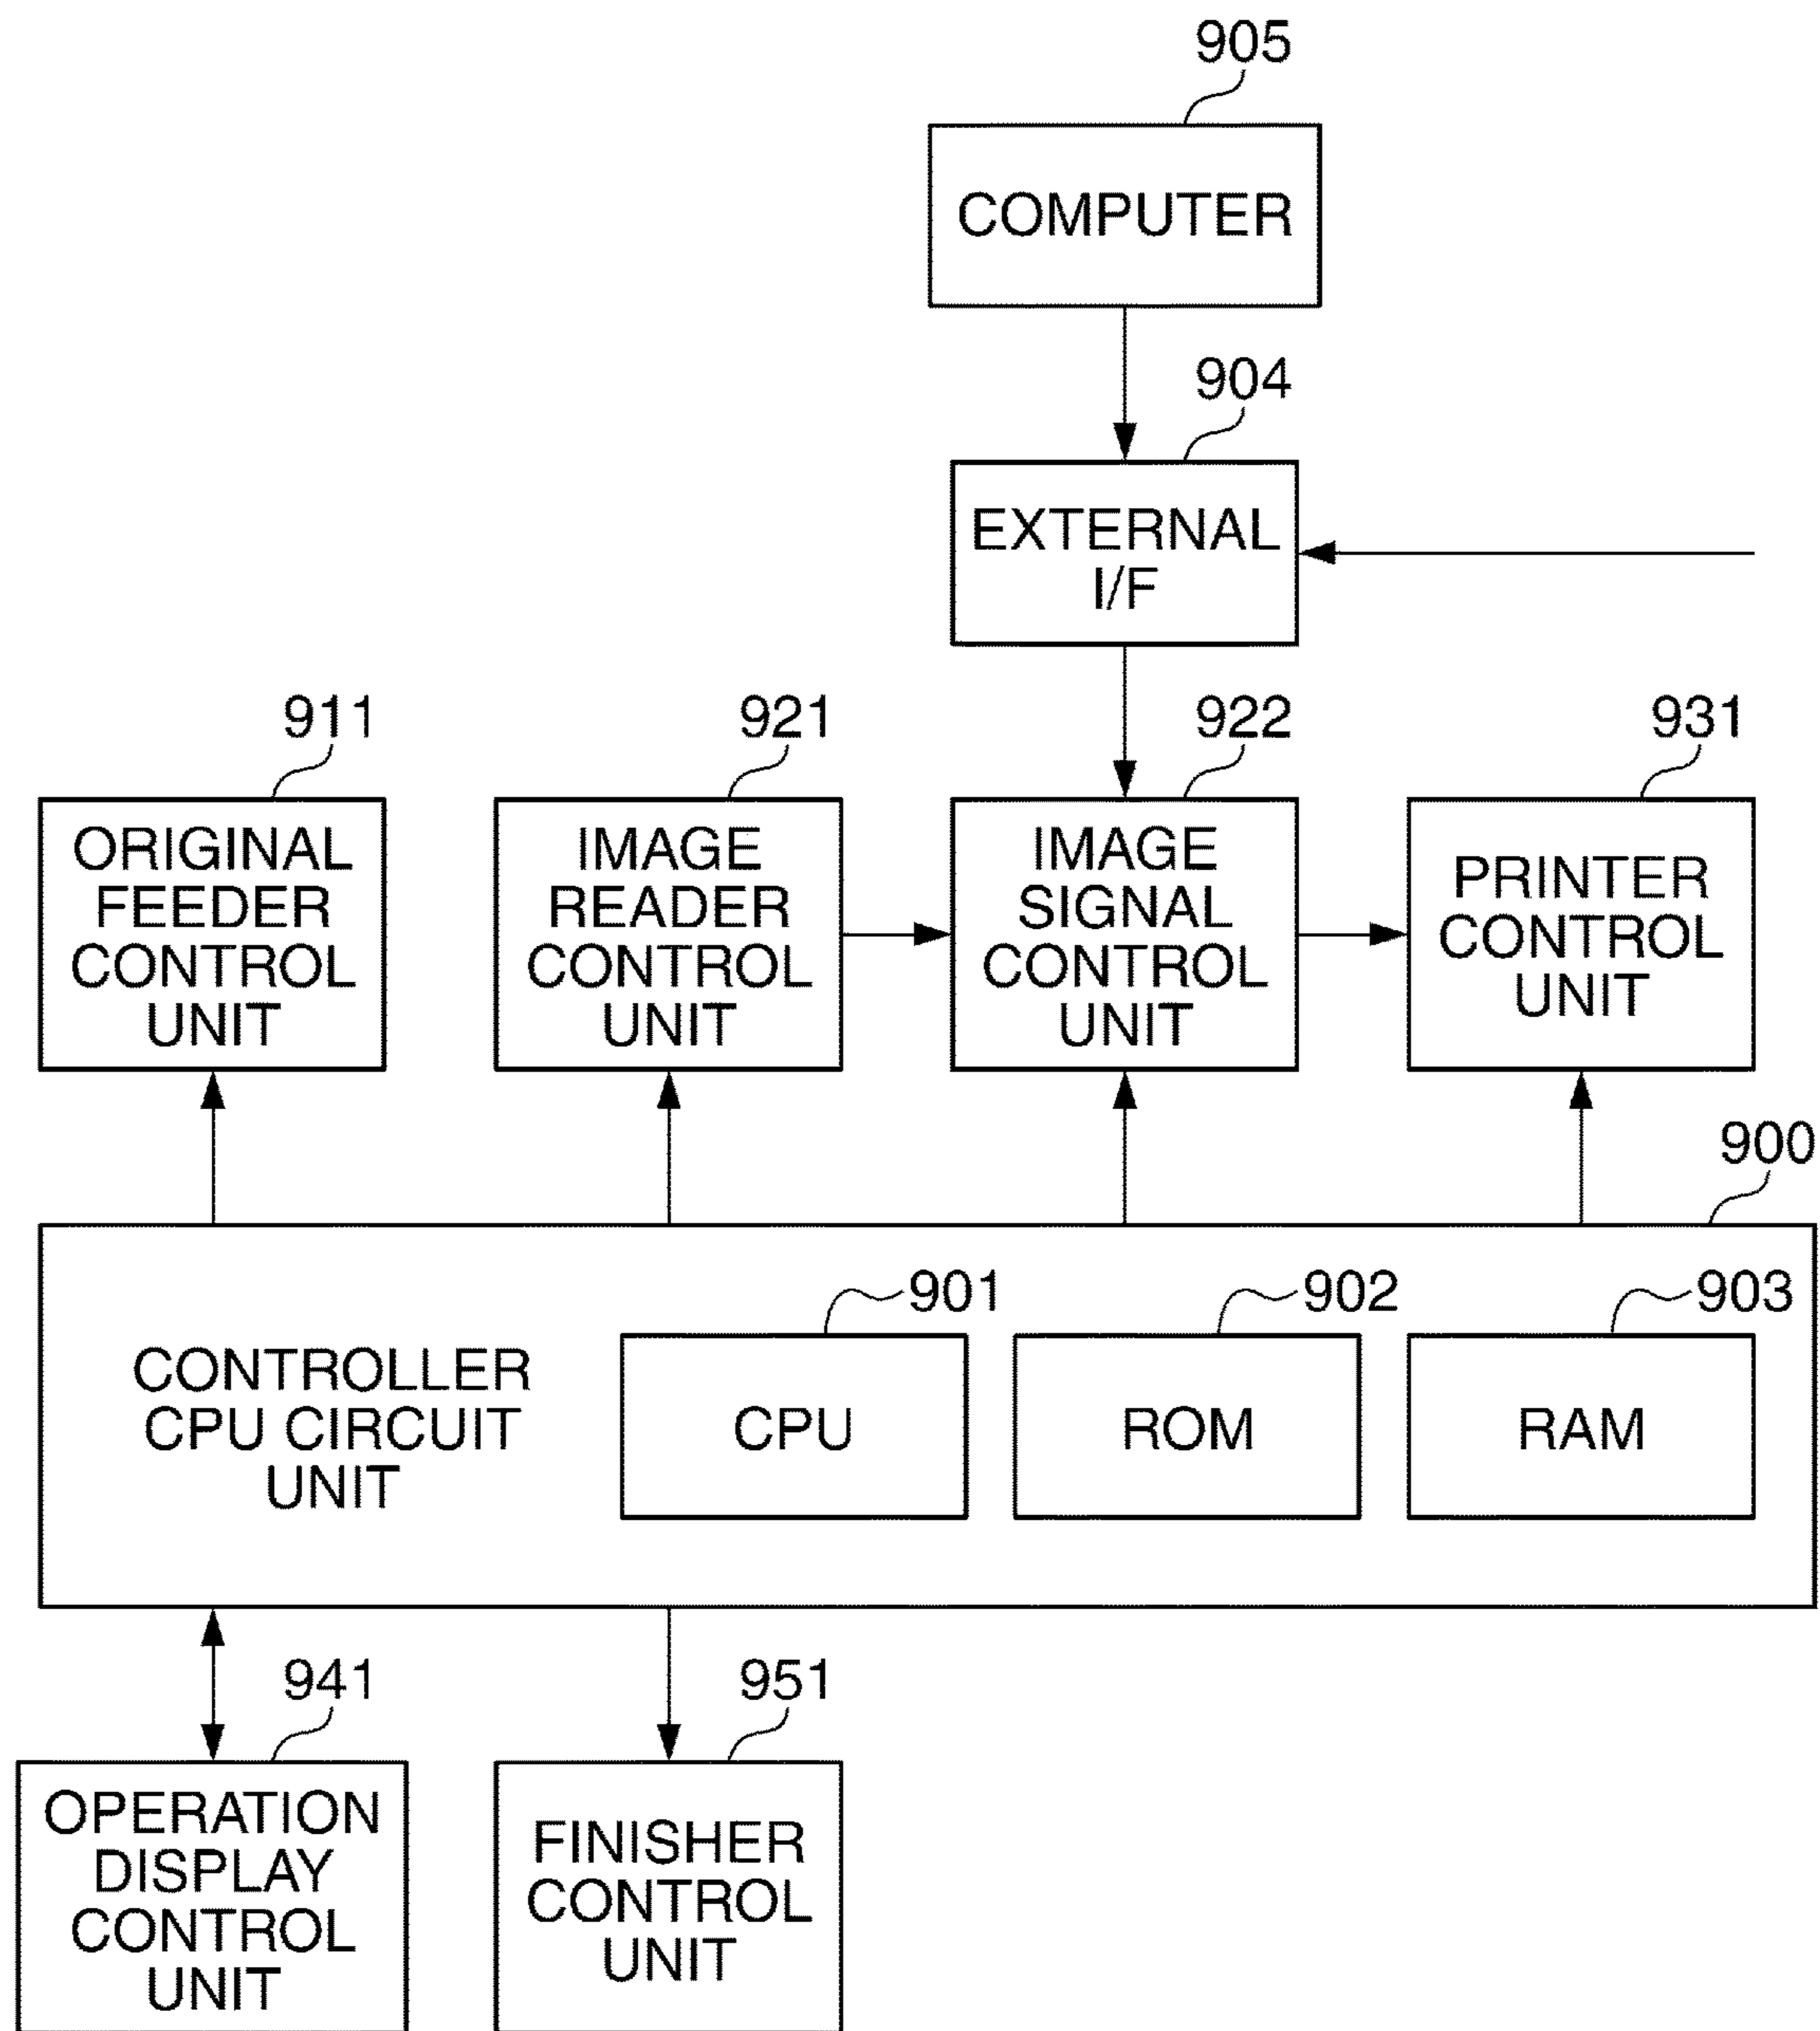 905
COMPUTER
904
EXTERNAL
I/F
911
921
922
931
ORIGINAL
FEEDER
CONTROL
UNIT
IMAGE
READER
CONTROL
UNIT
IMAGE
SIGNAL
CONTROL
UNIT
PRINTER
CONTROL
UNIT
900
901
902
903
CONTROLLER
CPU CIRCUIT
UNIT
CPU
ROM
RAM
941
951
OPERATION
DISPLAY
CONTROL
UNIT
FINISHER
CONTROL
UNIT